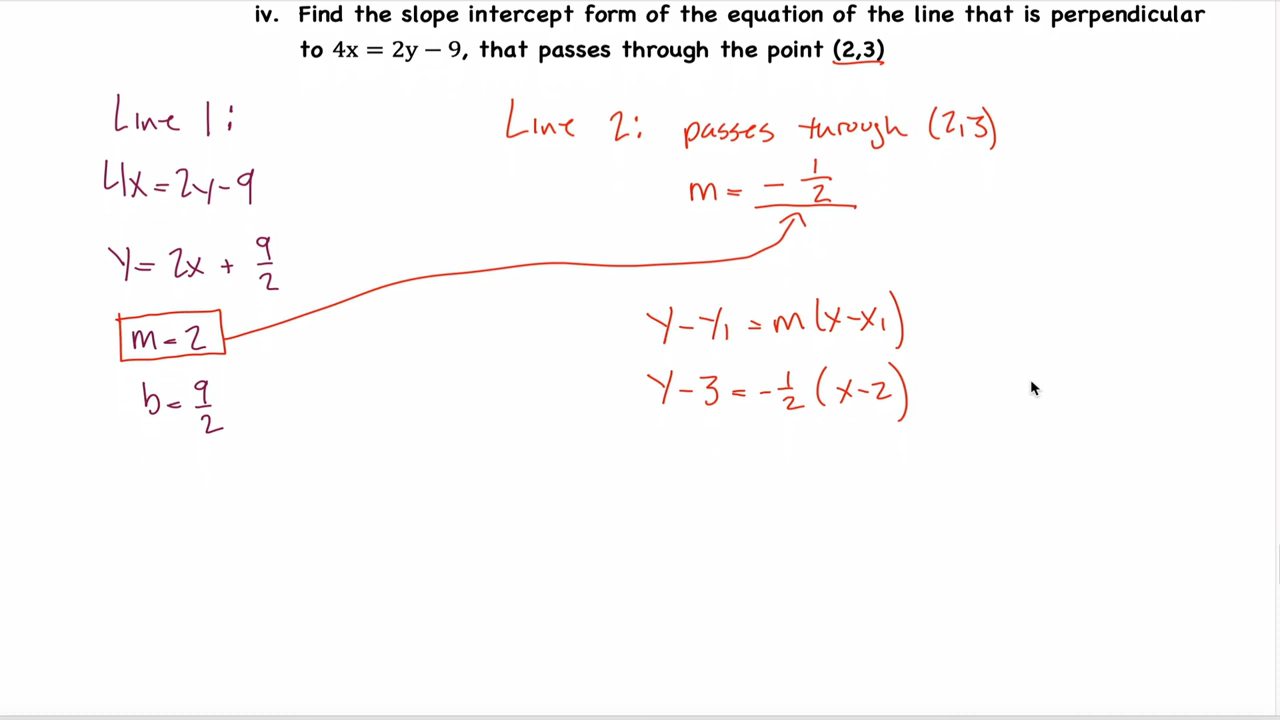 iv. Find the slope intercept form of the equation of the line that is perpendicular
to 4x = 2y − 9, that passes through the point (2,3)
Line 1:
4x = 2y - 9
y = 2x + 9/2
m = 2
b = 9/2
Line 2: passes through (2,3)
m = - 1/2
y - y₁ = m(x - x₁)
y - 3 = - 1/2 (x - 2)